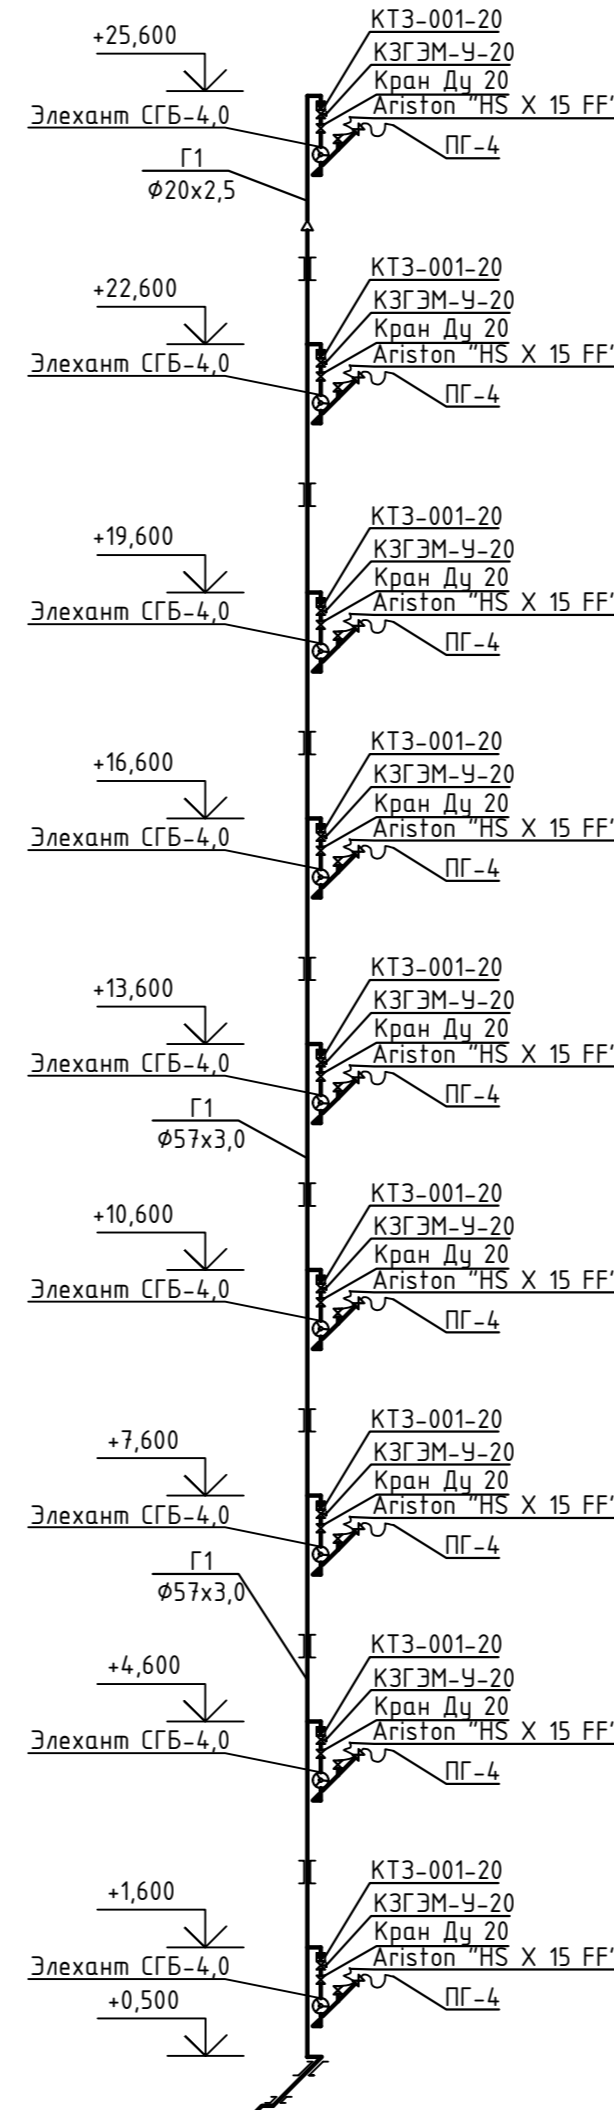 КТЗ-001-20
+25,600
КЗГЭМ-У-20
Кран Ду 20
Ariston "HS X 15 FF"
Элехант СГБ-4,0
ПГ-4
Г1
Ф20х2,5
КТЗ-001-20
+22,600
КЗГЭМ-У-20
Кран Ду 20
Ariston "HS X 15 FF"
Элехант СГБ-4,0
ПГ-4
КТЗ-001-20
+19,600
КЗГЭМ-У-20
Кран Ду 20
Ariston "HS X 15 FF"
Элехант СГБ-4,0
ПГ-4
КТЗ-001-20
+16,600
КЗГЭМ-У-20
Кран Ду 20
Ariston "HS X 15 FF"
Элехант СГБ-4,0
ПГ-4
КТЗ-001-20
+13,600
КЗГЭМ-У-20
Кран Ду 20
Ariston "HS X 15 FF"
Элехант СГБ-4,0
ПГ-4
Г1
Ф57х3,0
КТЗ-001-20
+10,600
КЗГЭМ-У-20
Кран Ду 20
Ariston "HS X 15 FF"
Элехант СГБ-4,0
ПГ-4
КТЗ-001-20
+7,600
КЗГЭМ-У-20
Кран Ду 20
Ariston "HS X 15 FF"
Элехант СГБ-4,0
ПГ-4
Г1
Ф57х3,0
КТЗ-001-20
+4,600
КЗГЭМ-У-20
Кран Ду 20
Ariston "HS X 15 FF"
Элехант СГБ-4,0
ПГ-4
КТЗ-001-20
+1,600
КЗГЭМ-У-20
Кран Ду 20
Ariston "HS X 15 FF"
Элехант СГБ-4,0
ПГ-4
+0,500